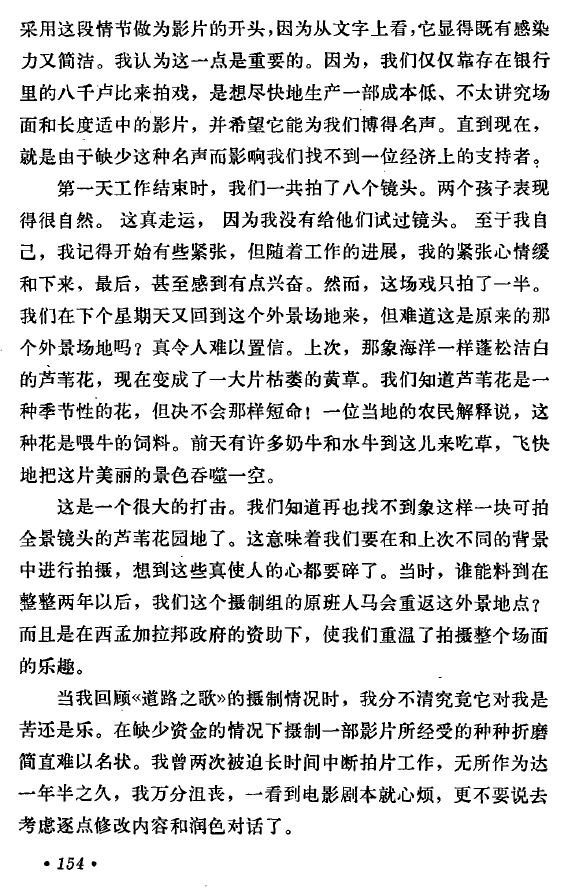 采用这段情节做为影片的开头，因为从文字上看，它显得既有感染
力又简洁。我认为这一点是重要的。因为，我们仅仅靠存在银行
里的八千卢比来拍戏，是想尽快地生产一部成本低、不太讲究场
面和长度适中的影片，并希望它能为我们博得名声。直到现在，
就是由于缺少这种名声而影响我们找不到一位经济上的支持者。
第一天工作结束时，我们一共拍了八个镜头。两个孩子表现
得很自然。这真走运，因为我没有给他们试过镜头。至于我自
己，我记得开始有些紧张，但随着工作的进展，我的紧张心情缓
和下来，最后，甚至感到有点兴奋。然而，这场戏只拍了一半。
我们在下个星期天又回到这个外景场地来，但难道这是原来的那
个外景场地吗？真令人难以置信。上次，那象海洋一样蓬松洁白
的芦苇花，现在变成了一大片枯萎的黄草。我们知道芦苇花是一
种季节性的花，但决不会那样短命！一位当地的农民解释说，这
种花是喂牛的饲料。前天有许多奶牛和水牛到这儿来吃草，飞快
地把这片美丽的景色吞噬一空。
这是一个很大的打击。我们知道再也找不到象这样一块可拍
全景镜头的芦苇花园地了。这意味着我们要在和上次不同的背景
中进行拍摄，想到这些真使人的心都要碎了。当时，谁能料到在
整整两年以后，我们这个摄制组的原班人马会重返这外景地点？
而且是在西孟加拉邦政府的资助下，使我们重温了拍摄整个场面
的乐趣。
当我回顾《道路之歌》的摄制情况时，我分不清究竟它对我是
苦还是乐。在缺少资金的情况下摄制一部影片所经受的种种折磨
简直难以名状。我曾两次被迫长时间中断拍片工作，无所作为达
一年半之久，我万分沮丧，一看到电影剧本就心烦，更不要说去
考虑逐点修改内容和润色对话了。
·154·